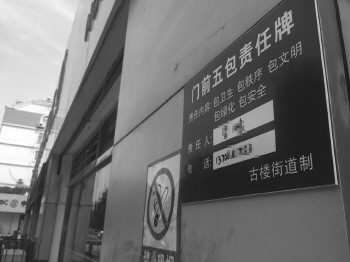 门前五包责任牌
责任内容:包卫生 包秩序 包文明
包绿化 包安全
责任人:
电 话:
古楼街道制